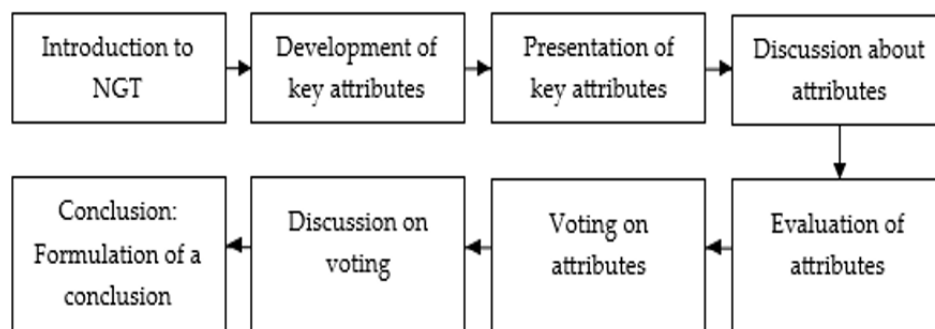 Introduction to
NGT
Development of
key attributes
Presentation of
key attributes
Discussion about
attributes
Evaluation of
attributes
Voting on
attributes
Discussion on
voting
Conclusion:
Formulation of a
conclusion